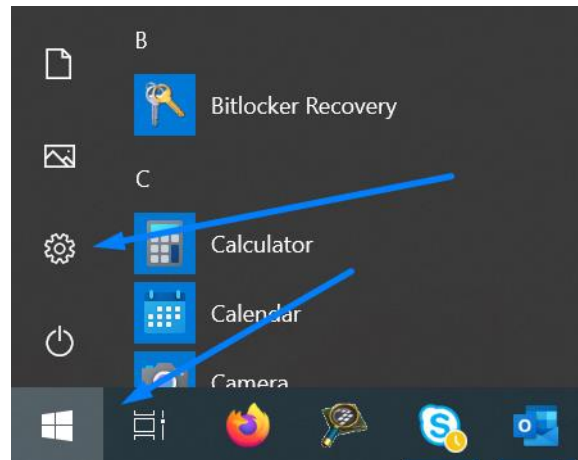 B
Bitlocker Recovery
C
Calculator
Calendar
Camera